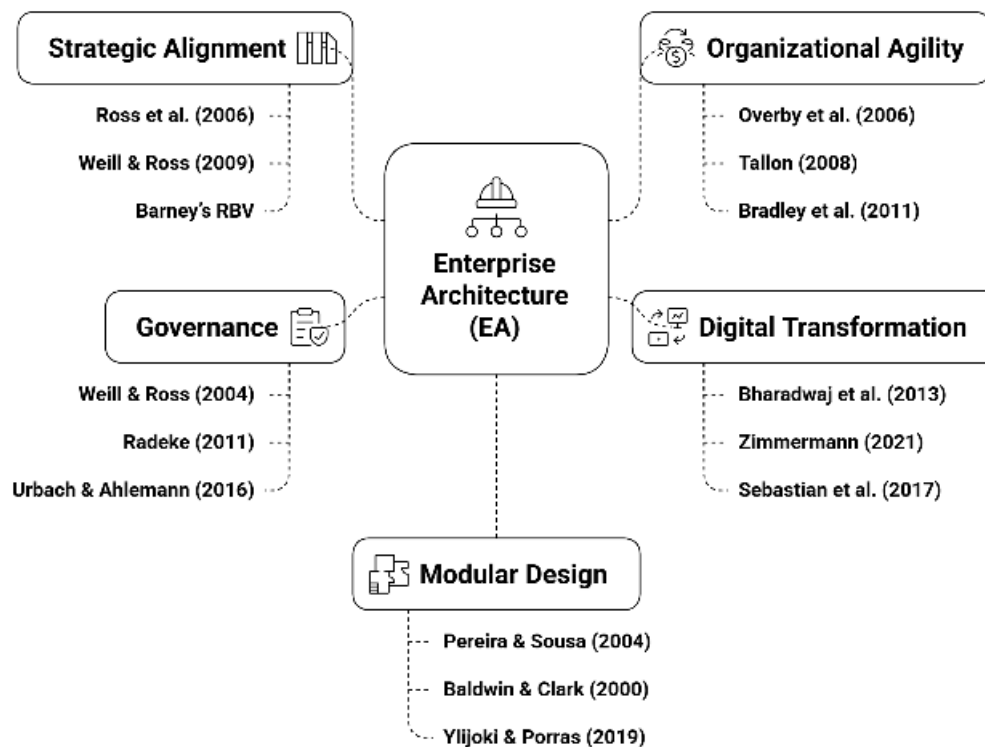 Strategic Alignment
Ross et al. (2006)
Weill & Ross (2009)
Barney’s RBV
Organizational Agility
Overby et al. (2006)
Tallon (2008)
Bradley et al. (2011)
Enterprise
Architecture
(EA)
Governance
Weill & Ross (2004)
Radeke (2011)
Urbach & Ahlemann (2016)
Digital Transformation
Bharadwaj et al. (2013)
Zimmermann (2021)
Sebastian et al. (2017)
Modular Design
Pereira & Sousa (2004)
Baldwin & Clark (2000)
Ylijoki & Porras (2019)